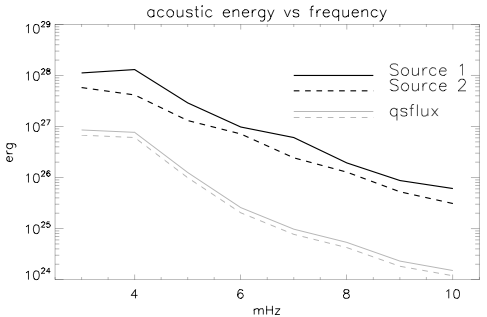 acoustic energy vs frequency
10²⁹
10²⁸
10²⁷
10²⁶
10²⁵
10²⁴
erg
Source 1
Source 2
qsflux
4 6 8 10
mHz